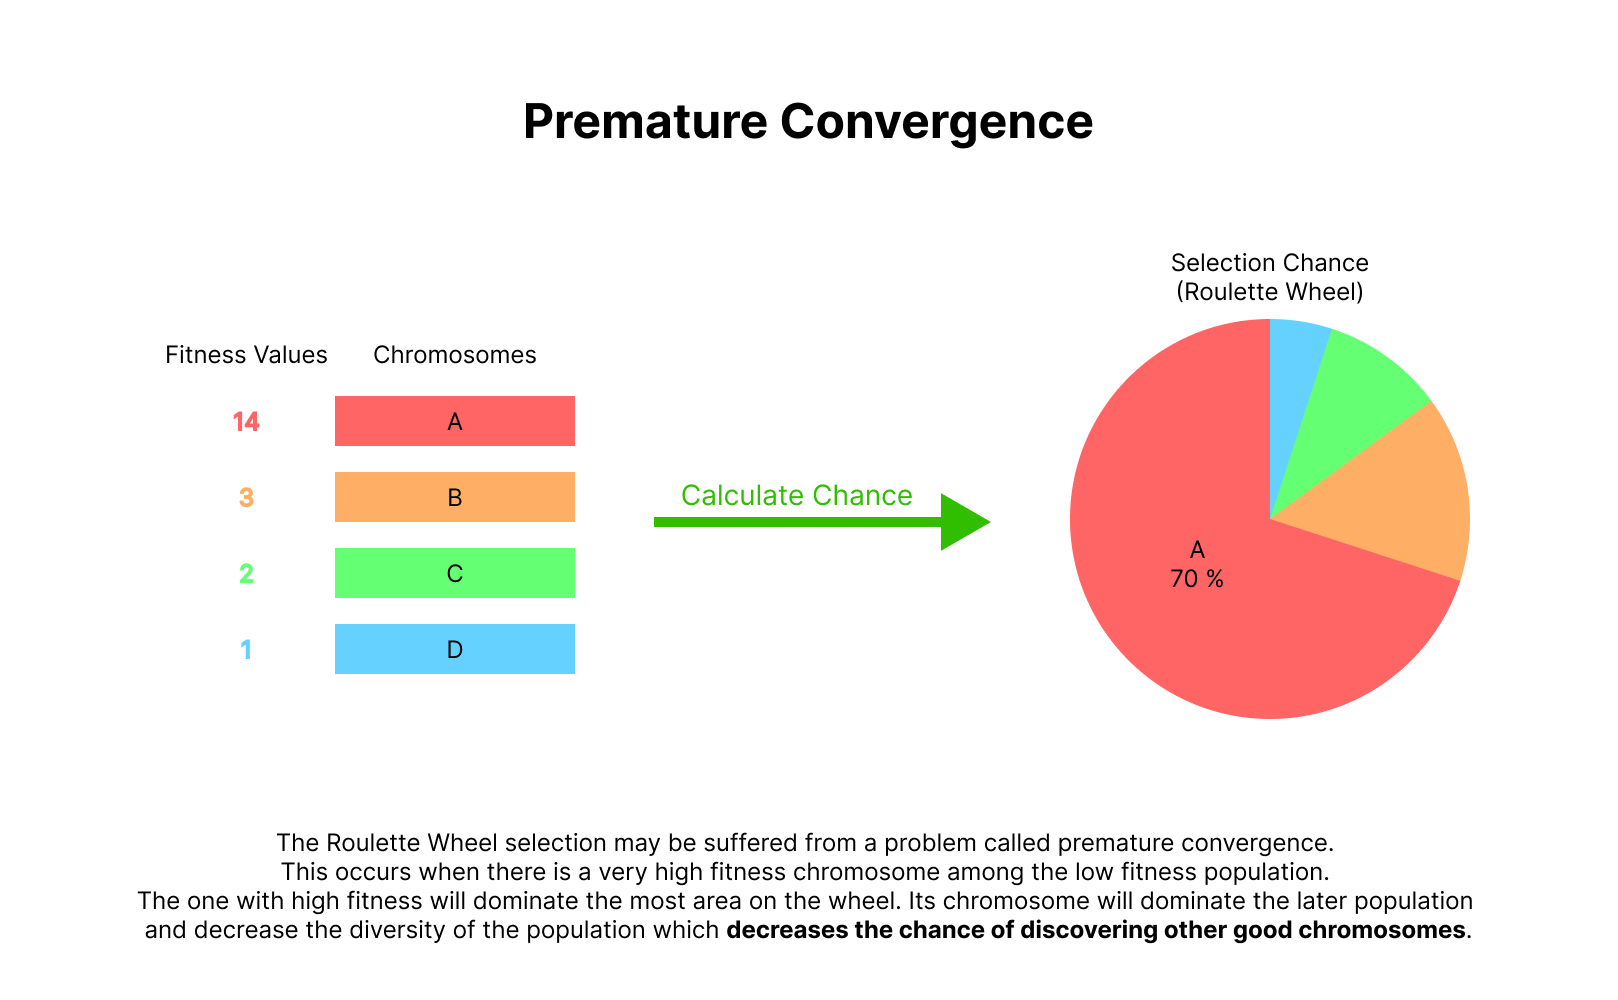 Premature Convergence
Selection Chance
(Roulette Wheel)
Fitness Values Chromosomes
14 A
3 B
2 C
1 D
Calculate Chance
A
70 %
The Roulette Wheel selection may be suffered from a problem called premature convergence.
This occurs when there is a very high fitness chromosome among the low fitness population.
The one with high fitness will dominate the most area on the wheel. Its chromosome will dominate the later population
and decrease the diversity of the population which decreases the chance of discovering other good chromosomes.